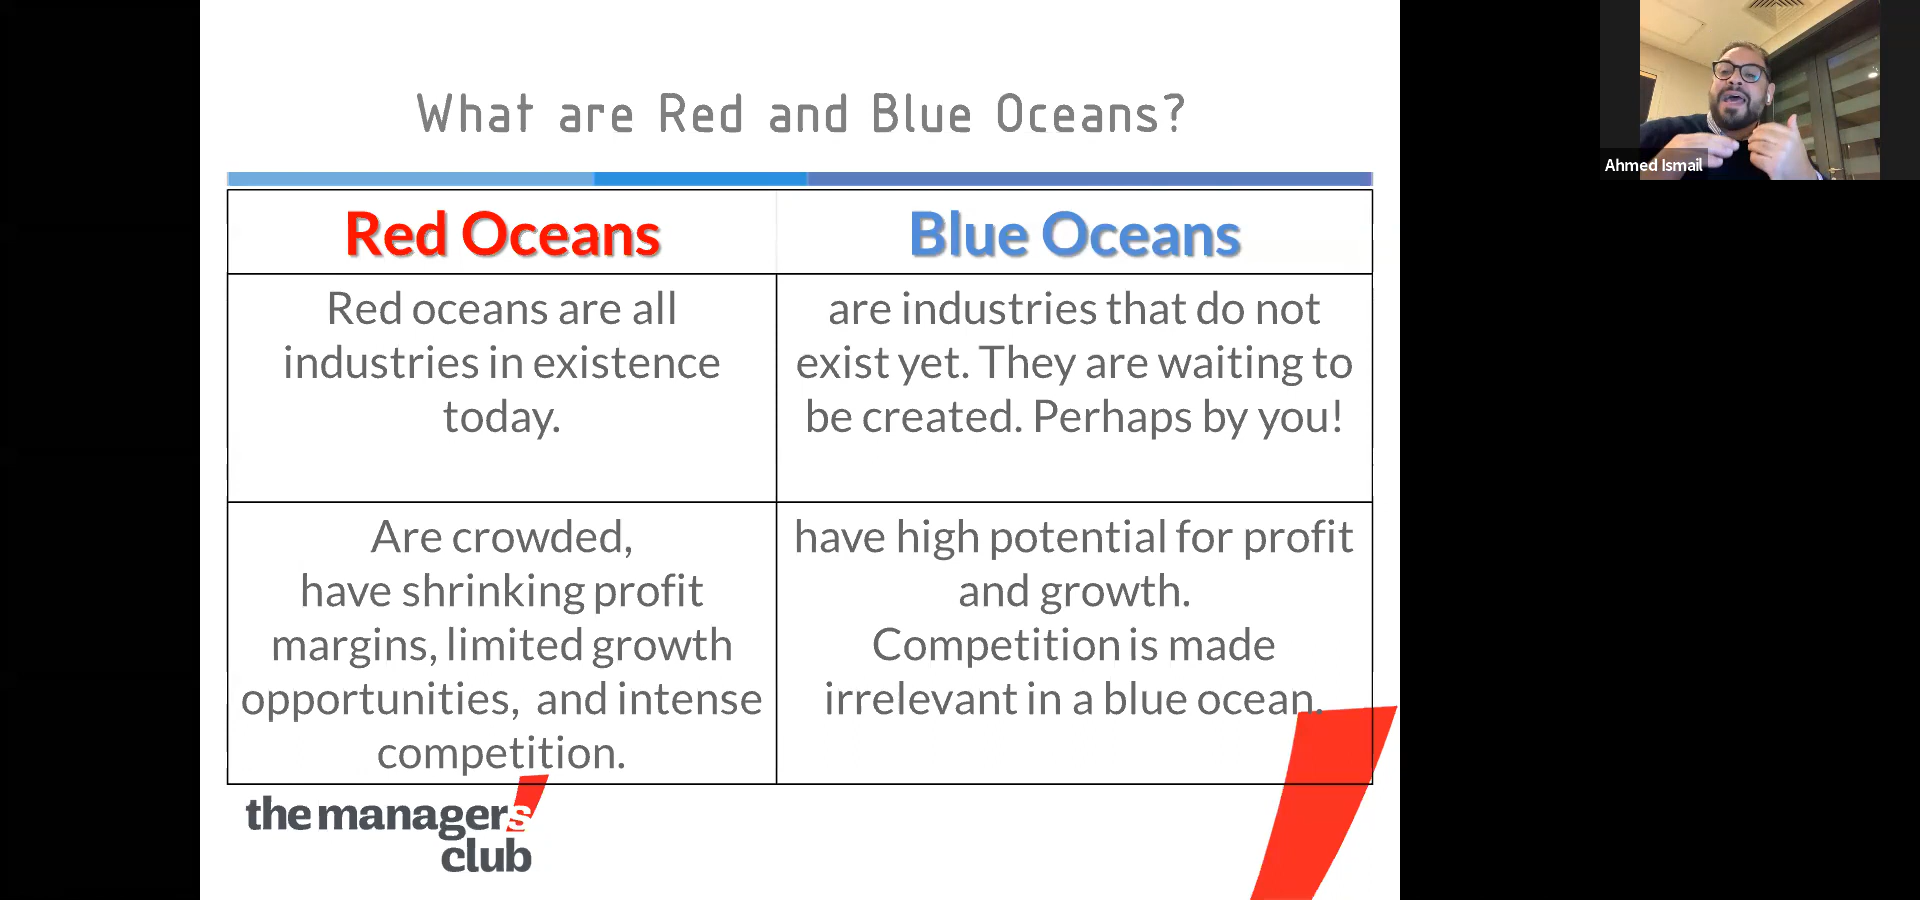 What are Red and Blue Oceans?
Red Oceans
Blue Oceans
Red oceans are all
industries in existence
today.
are industries that do not
exist yet. They are waiting to
be created. Perhaps by you!
Are crowded,
have shrinking profit
margins, limited growth
opportunities, and intense
competition.
have high potential for profit
and growth.
Competition is made
irrelevant in a blue ocean.
the managers
club
Ahmed Ismail